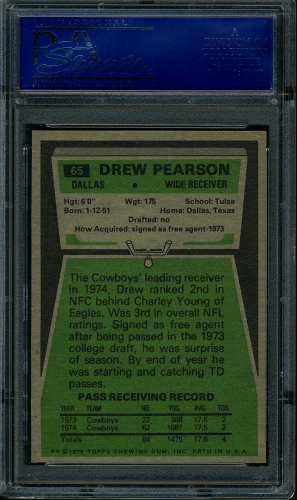 PSA
65 DREW PEARSON
DALLAS • WIDE RECEIVER
Hgt: 6'0" Wgt: 175 School: Tulsa
Born: 1-12-51 Home: Dallas, Texas
Drafted: no
How Acquired: signed as free agent-1973
The Cowboys' leading receiver
in 1974, Drew ranked 2nd in
NFC behind Charley Young of
Eagles. Was 3rd in overall NFL
ratings. Signed as free agent
after being passed in the 1973
college draft, he was surprise
of season. By end of year he
was starting and catching TD
passes.
PASS RECEIVING RECORD
YEAR TEAM NO. YDS. AVG. TDS
1973 Cowboys 22 388 17.6 2
1974 Cowboys 62 1087 17.5 2
Totals 84 1475 17.6 4
© 1975 TOPPS CHEWING GUM, INC. PRTD IN U.S.A.